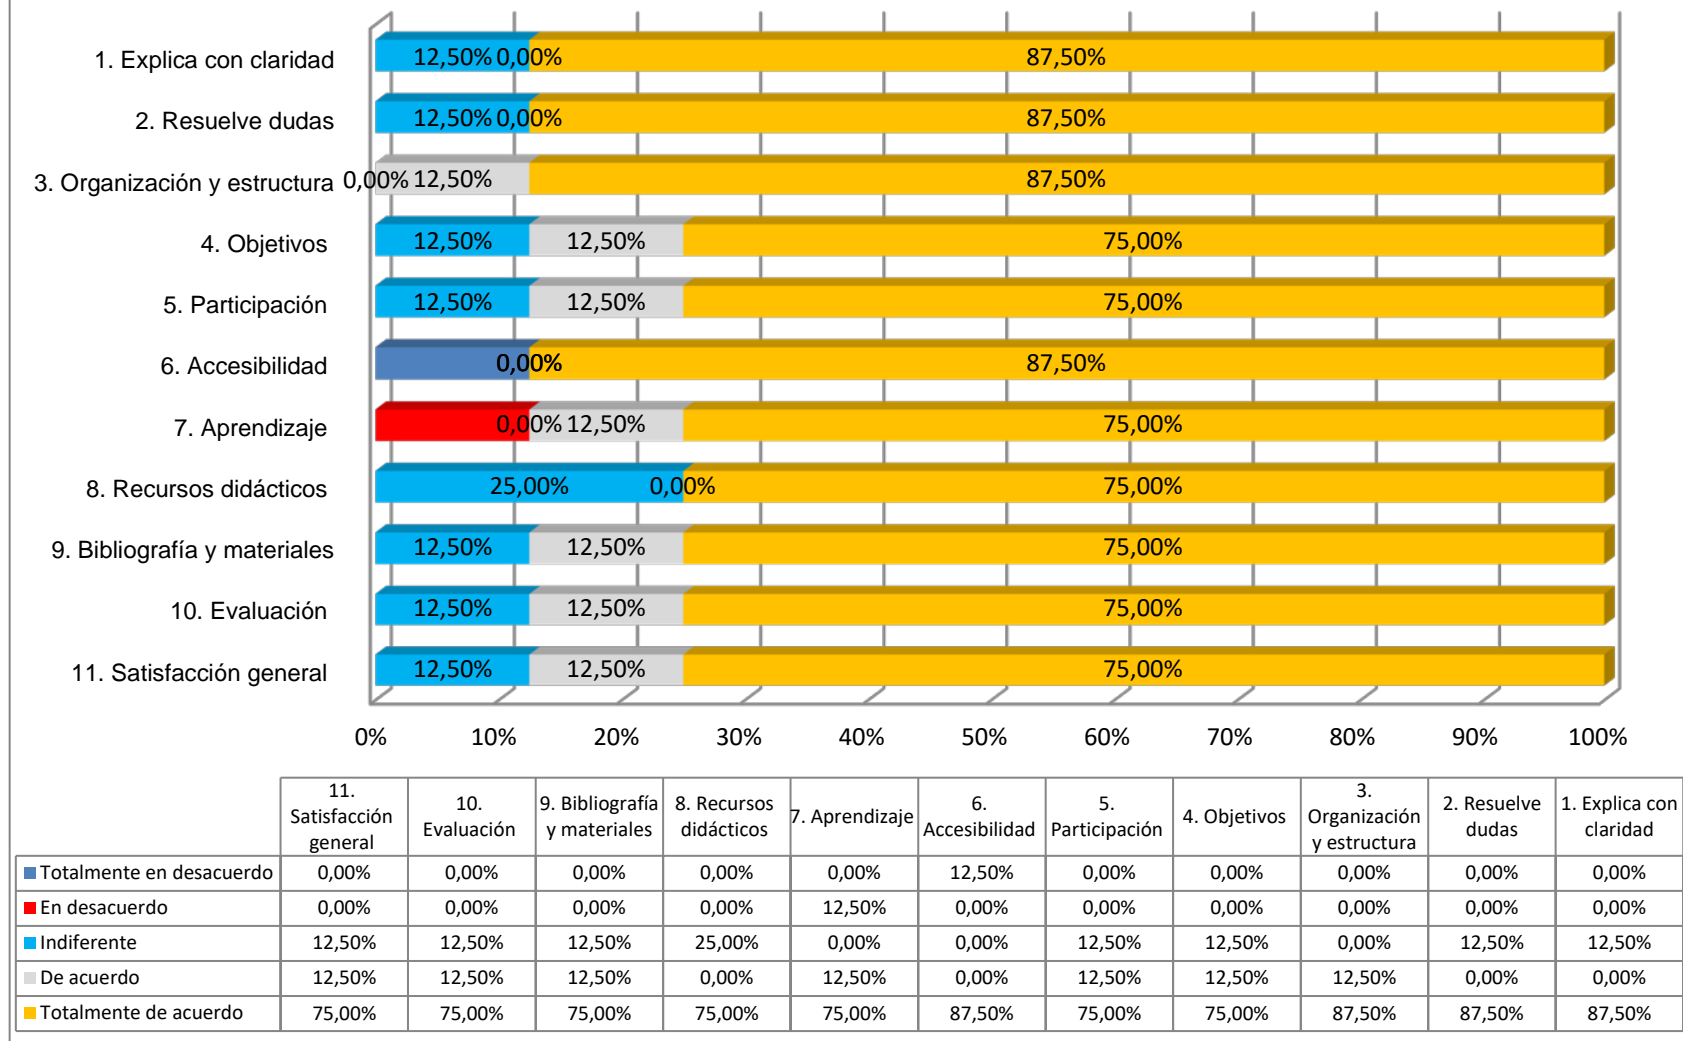 1. Explica con claridad 12,50% 0,00% 87,50%
2. Resuelve dudas 12,50% 0,00% 87,50%
3. Organización y estructura 0,00% 12,50% 87,50%
4. Objetivos 12,50% 12,50% 75,00%
5. Participación 12,50% 12,50% 75,00%
6. Accesibilidad 0,00% 87,50%
7. Aprendizaje 0,00% 12,50% 75,00%
8. Recursos didácticos 25,00% 0,00% 75,00%
9. Bibliografía y materiales 12,50% 12,50% 75,00%
10. Evaluación 12,50% 12,50% 75,00%
11. Satisfacción general 12,50% 12,50% 75,00%
0% 10% 20% 30% 40% 50% 60% 70% 80% 90% 100%
11. Satisfacción general
10. Evaluación
9. Bibliografía y materiales
8. Recursos didácticos
7. Aprendizaje
6. Accesibilidad
5. Participación
4. Objetivos
3. Organización y estructura
2. Resuelve dudas
1. Explica con claridad
Totalmente en desacuerdo 0,00% 0,00% 0,00% 0,00% 0,00% 12,50% 0,00% 0,00% 0,00% 0,00% 0,00%
En desacuerdo 0,00% 0,00% 0,00% 0,00% 12,50% 0,00% 0,00% 0,00% 0,00% 0,00% 0,00%
Indiferente 12,50% 12,50% 12,50% 25,00% 0,00% 0,00% 12,50% 12,50% 0,00% 12,50% 12,50%
De acuerdo 12,50% 12,50% 12,50% 0,00% 12,50% 0,00% 12,50% 12,50% 12,50% 0,00% 0,00%
Totalmente de acuerdo 75,00% 75,00% 75,00% 75,00% 75,00% 87,50% 75,00% 75,00% 87,50% 87,50% 87,50%